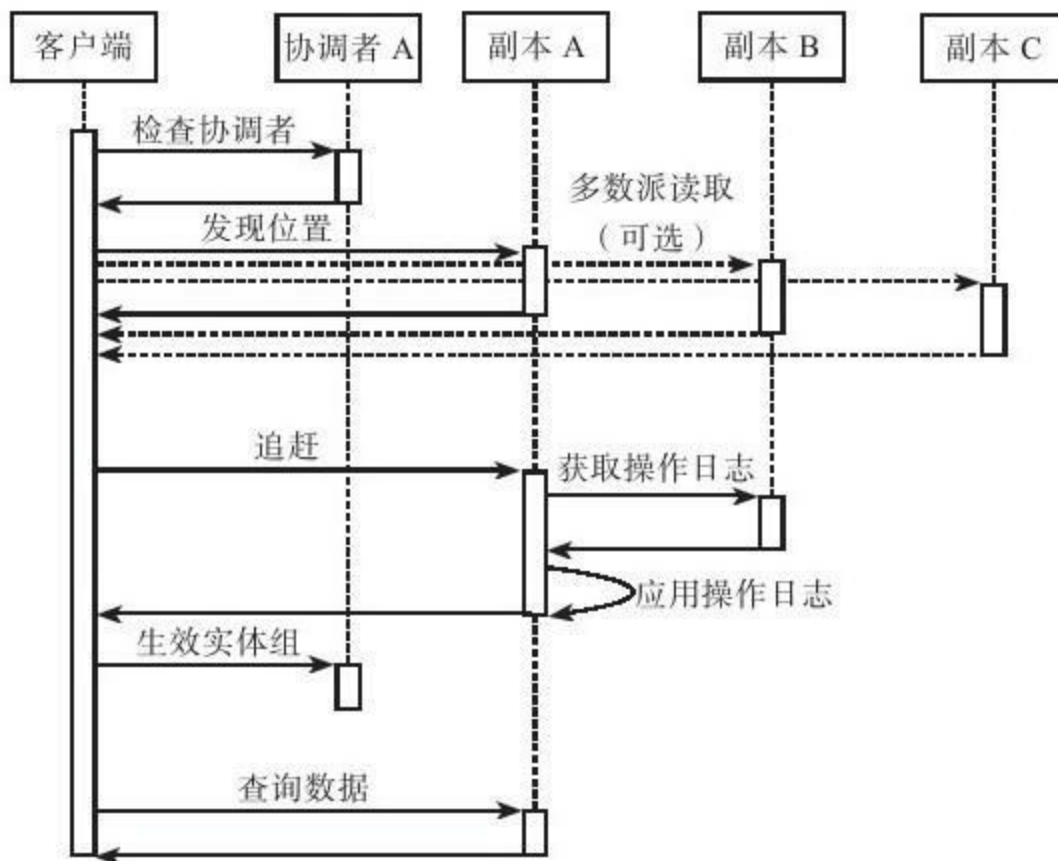 客户端
协调者 A
副本 A
副本 B
副本 C
检查协调者
多数派读取
（可选）
发现位置
追赶
获取操作日志
应用操作日志
生效实体组
查询数据